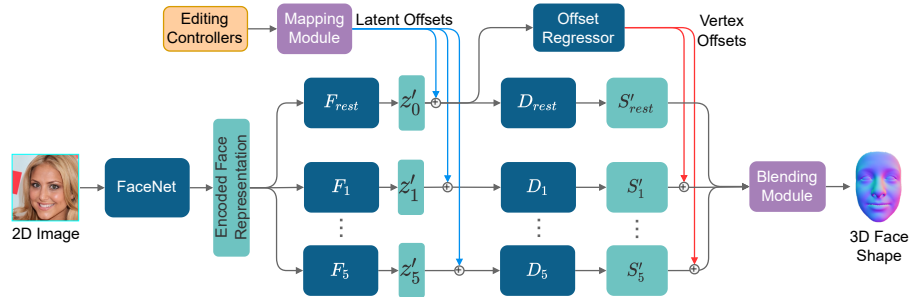 Editing
Controllers
Mapping
Module
Latent Offsets
Offset
Regressor
Vertex
Offsets
F_rest
z'_0
D_rest
S'_rest
FaceNet
Encoded Face
Representation
F_1
z'_1
D_1
S'_1
Blending
Module
2D Image
F_5
z'_5
D_5
S'_5
3D Face
Shape